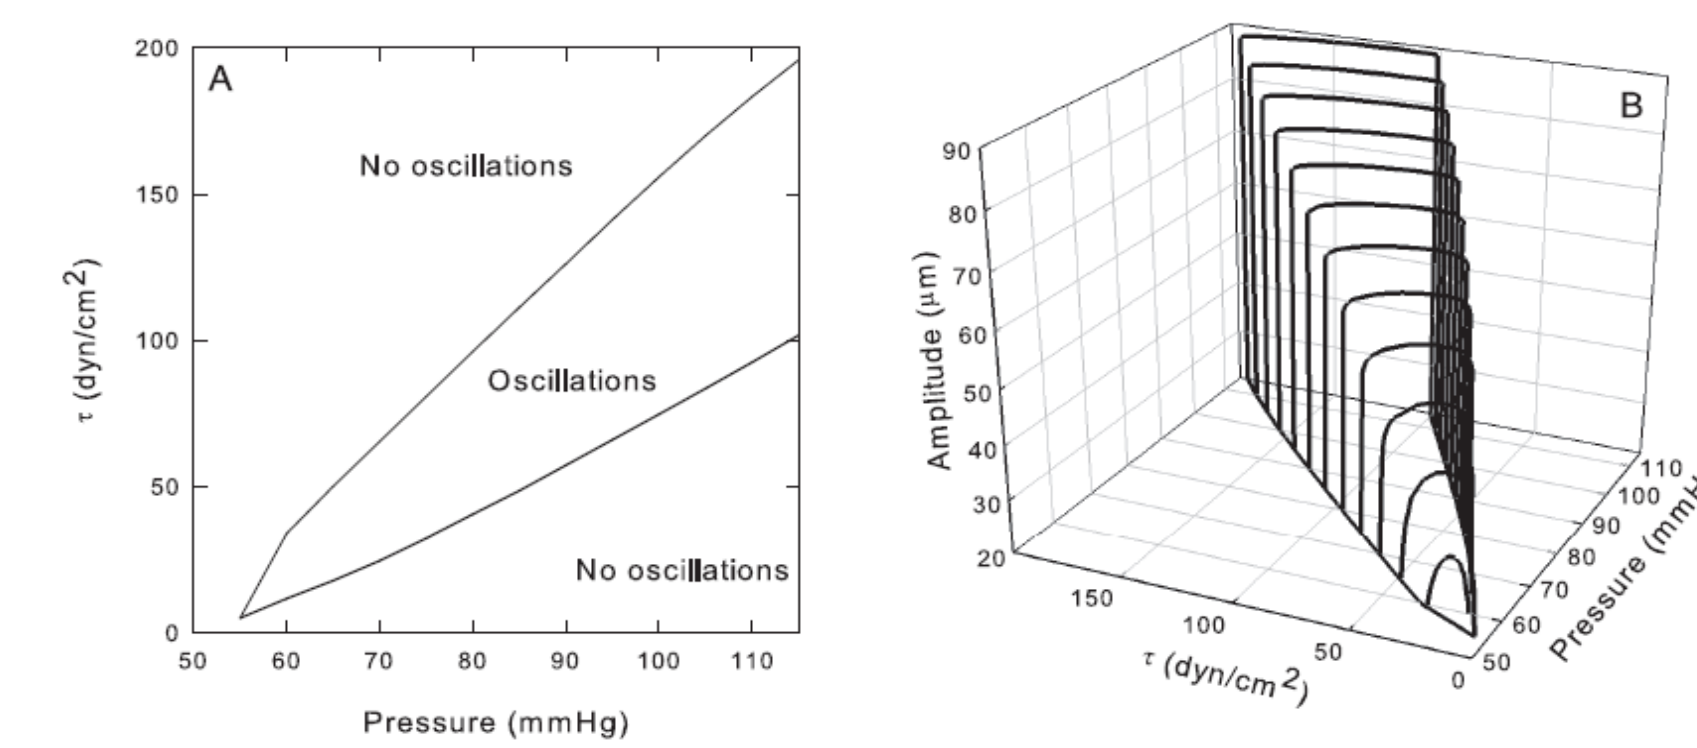 A
200
150
100
50
0
No oscillations
Oscillations
No oscillations
τ (dyn/cm2)
50 60 70 80 90 100 110
Pressure (mmHg)
B
90
80
70
60
50
40
30
20
Amplitude (μm)
150
100
50
0
τ (dyn/cm2)
110
100
90
80
70
60
50
Pressure (mmH